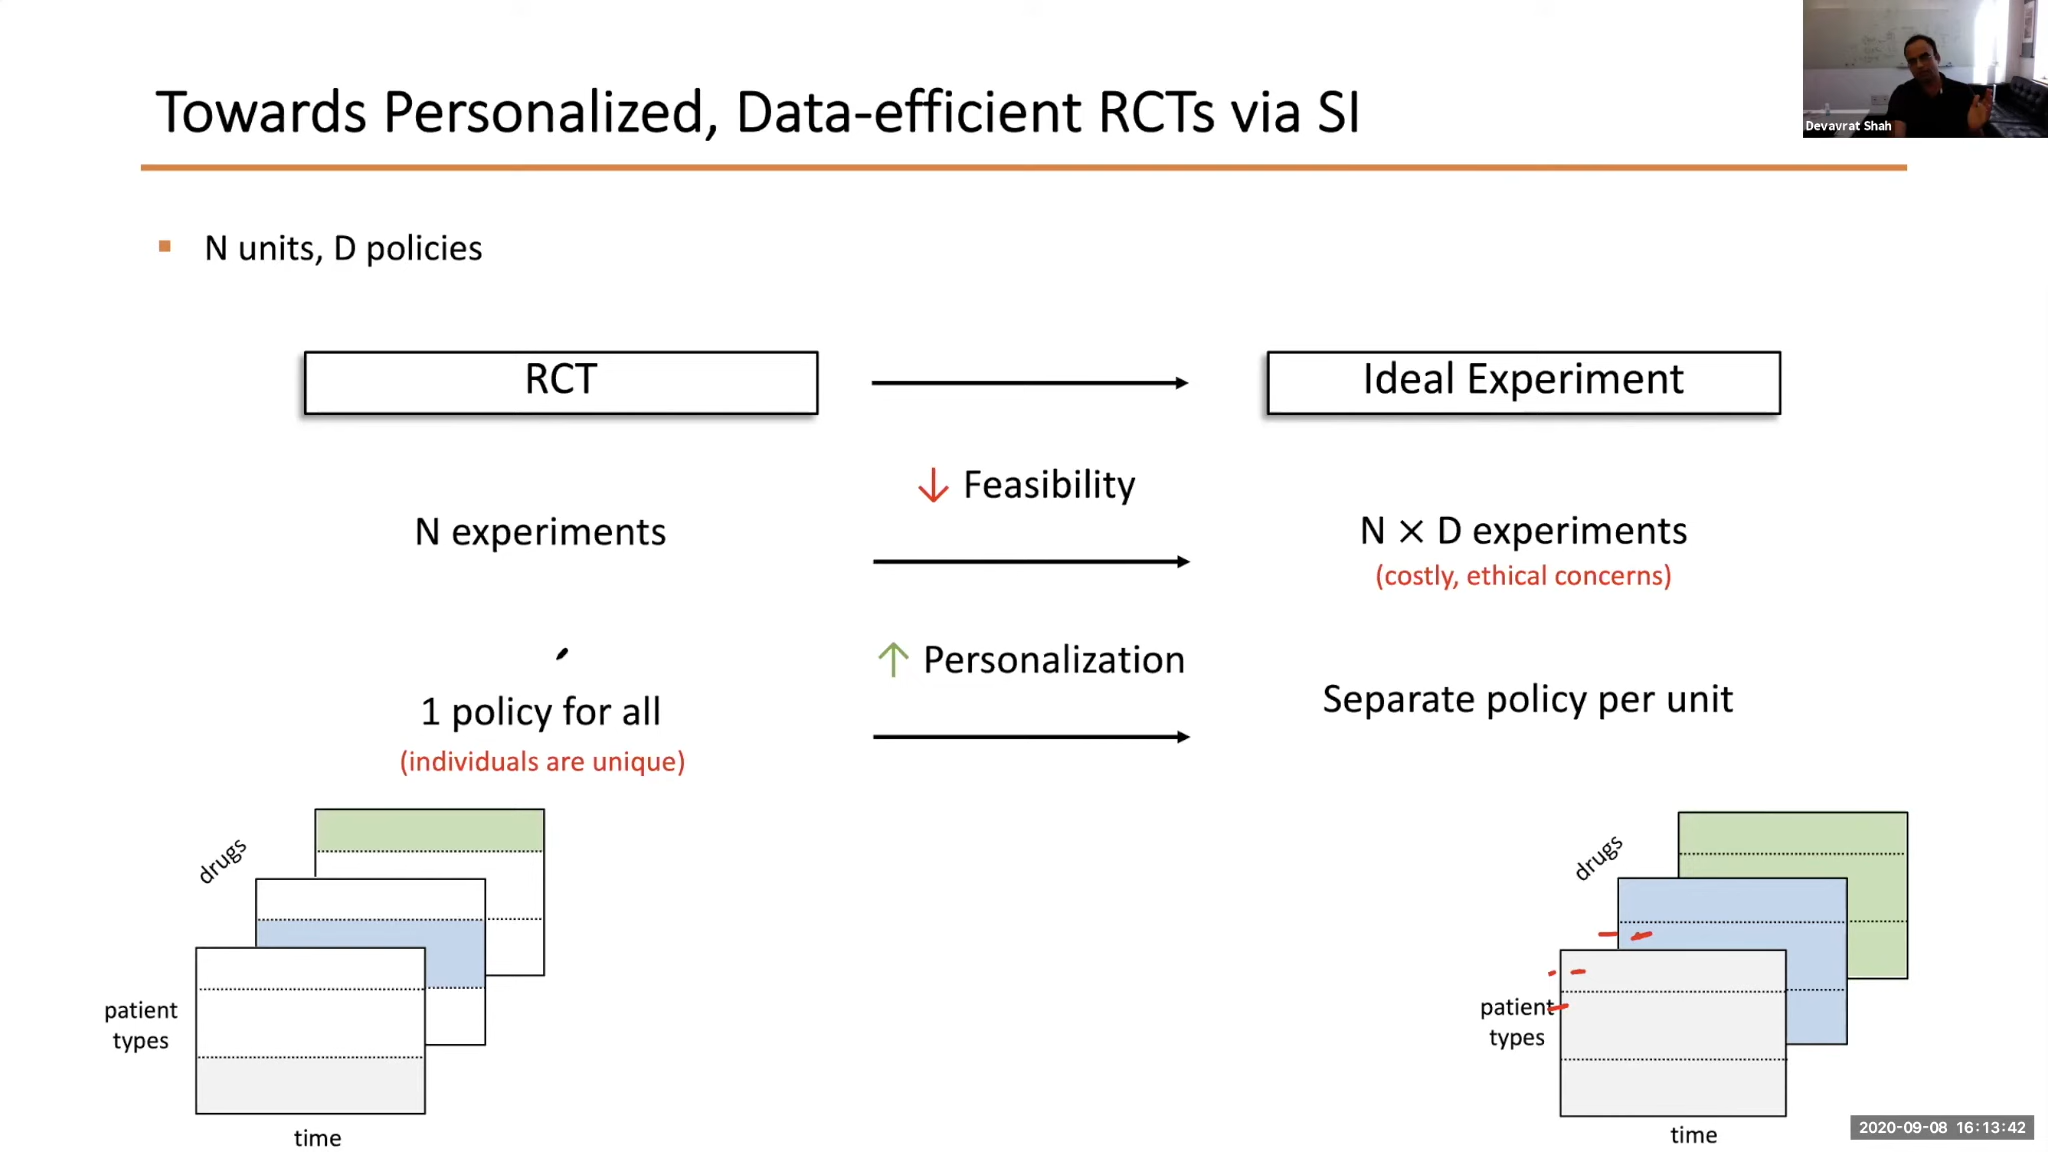 Towards Personalized, Data-efficient RCTs via SI
Devavrat Shah
N units, D policies
RCT
Ideal Experiment
Feasibility
N experiments
N × D experiments
(costly, ethical concerns)
Personalization
1 policy for all
Separate policy per unit
(individuals are unique)
drugs
patient
types
time
drugs
patient
types
time
2020-09-08 16:13:42